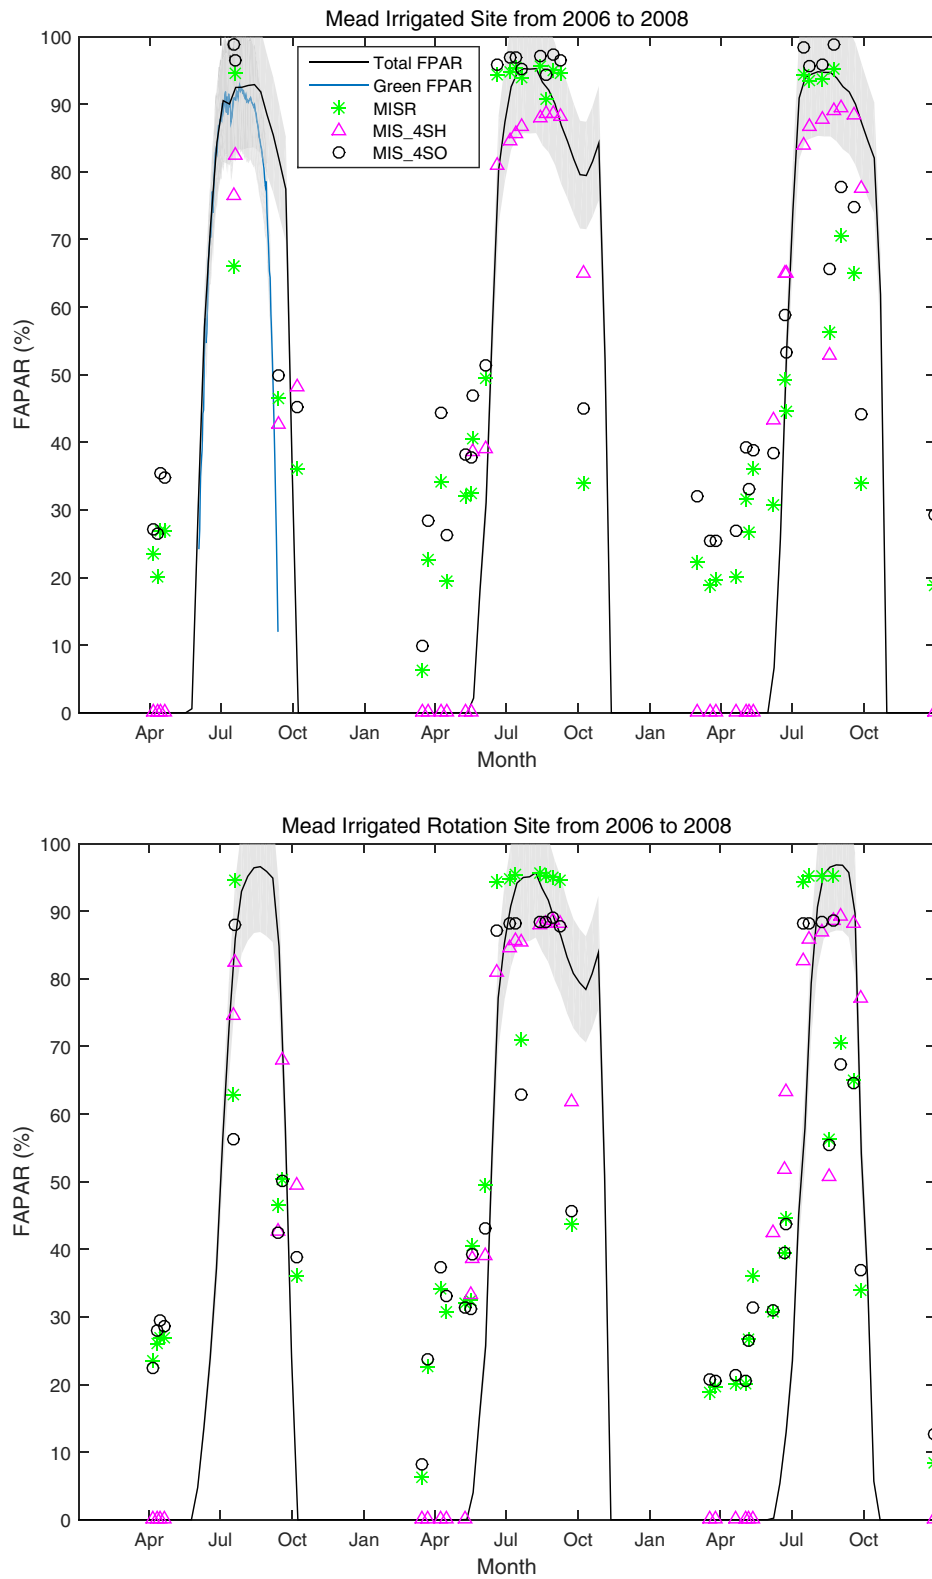 Mead Irrigated Site from 2006 to 2008
100
90
80
70
60
50
40
30
20
10
0
FAPAR (%)
Total FPAR
Green FPAR
MISR
MIS_4SH
MIS_4SO
Apr Jul Oct Jan Apr Jul Oct Jan Apr Jul Oct
Month
Mead Irrigated Rotation Site from 2006 to 2008
100
90
80
70
60
50
40
30
20
10
0
FAPAR (%)
Apr Jul Oct Jan Apr Jul Oct Jan Apr Jul Oct
Month